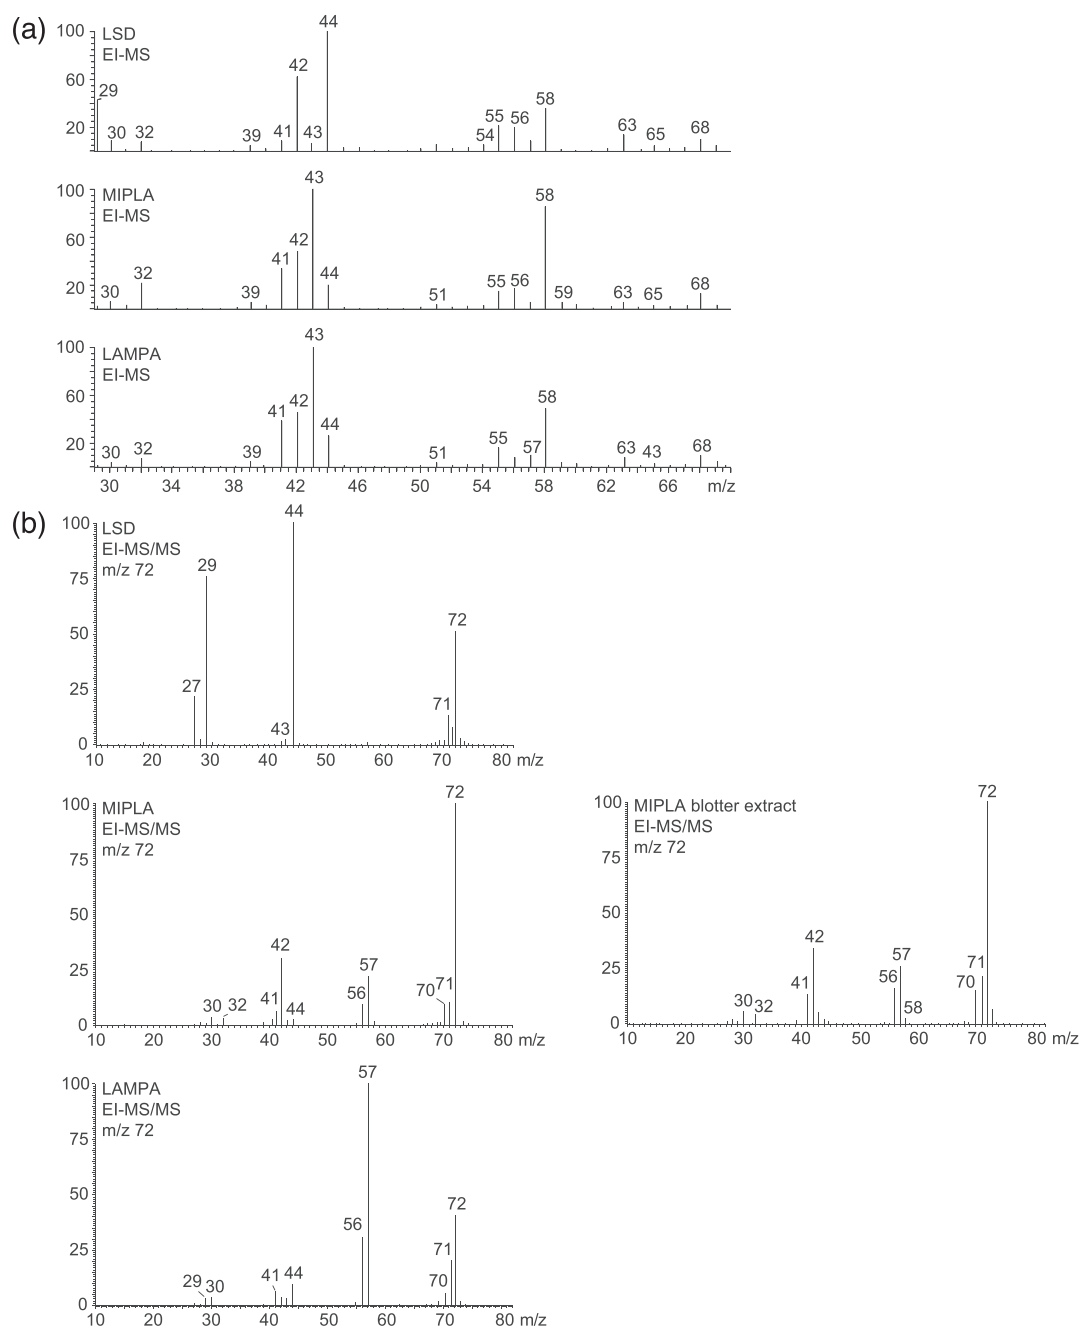 (a)
100 LSD 44
EI-MS
60 42
29
20 30 32 39 41 43 54 55 56 58 63 65 68
100 MIPLA 43
EI-MS
60 58
42
41
20 30 32 39 44 51 55 56 59 63 65 68
100 LAMPA 43
EI-MS
60 58
41 42
20 30 32 39 44 51 55 57 63 43 68
30 34 38 42 46 50 54 58 62 66 m/z
(b)
100 LSD 44
EI-MS/MS
m/z 72
75 29
50 72
25 27 71
0 43
10 20 30 40 50 60 70 80 m/z
100 MIPLA 72
EI-MS/MS
m/z 72
75
50
42
25 57
30 32 41 44 56 70 71
0
10 20 30 40 50 60 70 80 m/z
100 MIPLA blotter extract 72
EI-MS/MS
m/z 72
75
50
42
25 57
30 32 41 56 58 70 71
0
10 20 30 40 50 60 70 80 m/z
100 LAMPA 57
EI-MS/MS
m/z 72
75
50 72
56
25 71
29 30 41 44 70
0
10 20 30 40 50 60 70 80 m/z